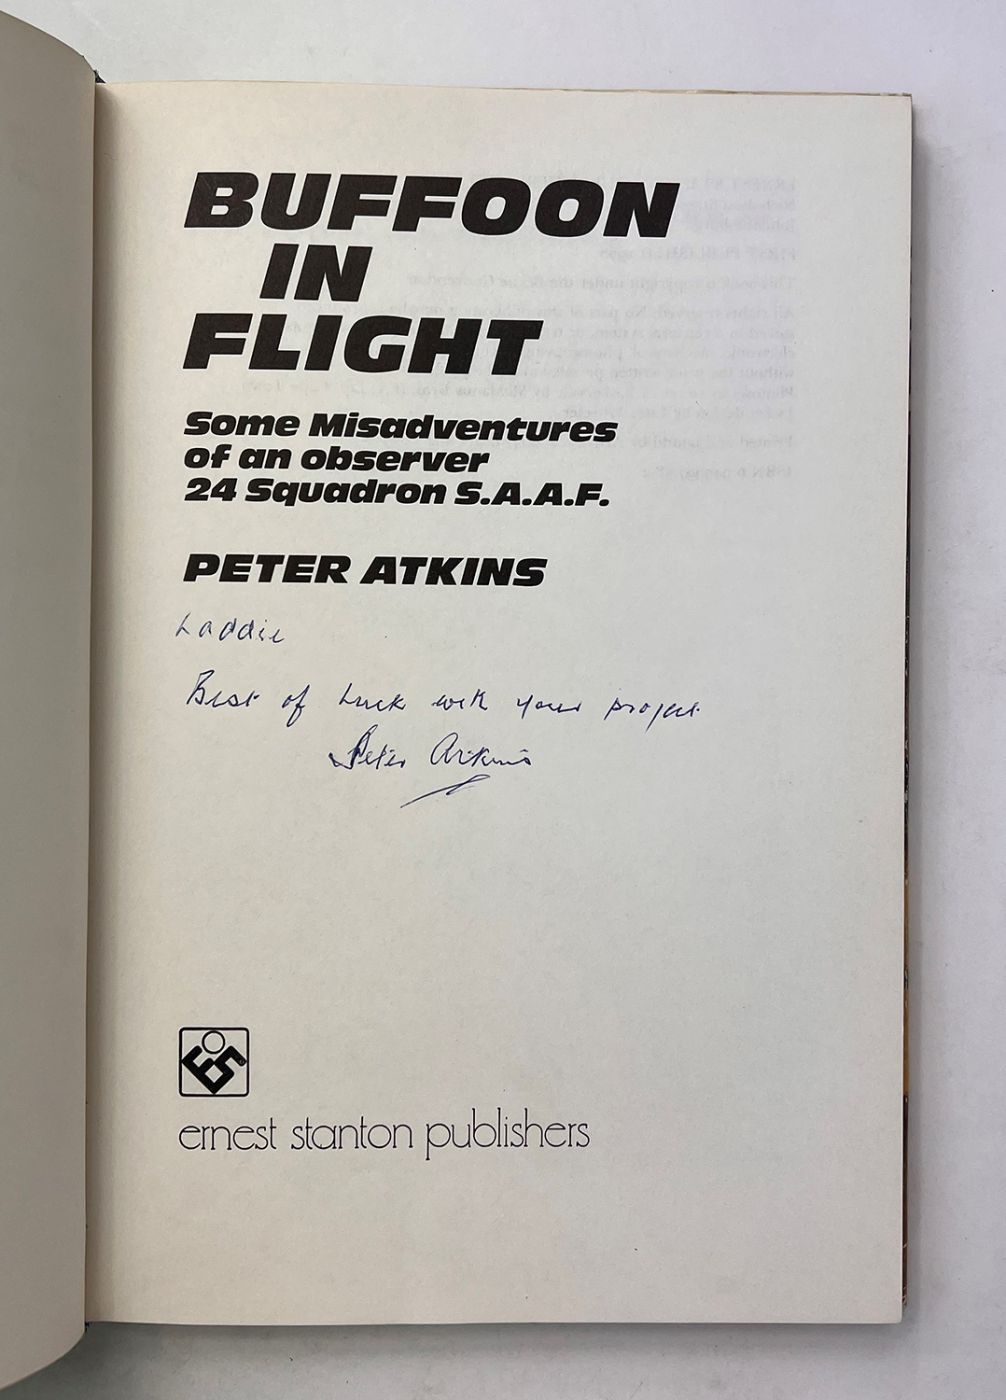 BUFFOON
IN
FLIGHT
Some Misadventures
of an observer
24 Squadron S.A.A.F.
PETER ATKINS
Laddie
Best of Luck with your project
Peter Atkins
ernest stanton publishers